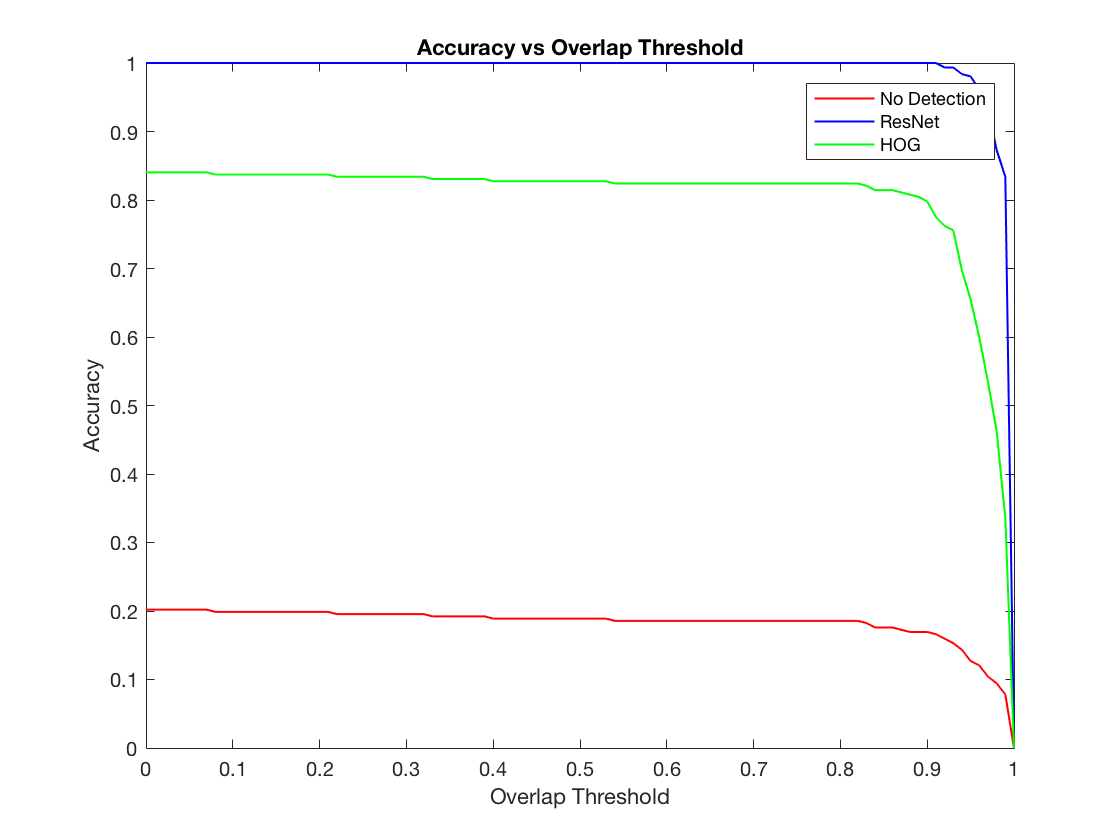 Accuracy vs Overlap Threshold
No Detection
ResNet
HOG
1
0.9
0.8
0.7
0.6
0.5
0.4
0.3
0.2
0.1
0
Accuracy
0 0.1 0.2 0.3 0.4 0.5 0.6 0.7 0.8 0.9 1
Overlap Threshold